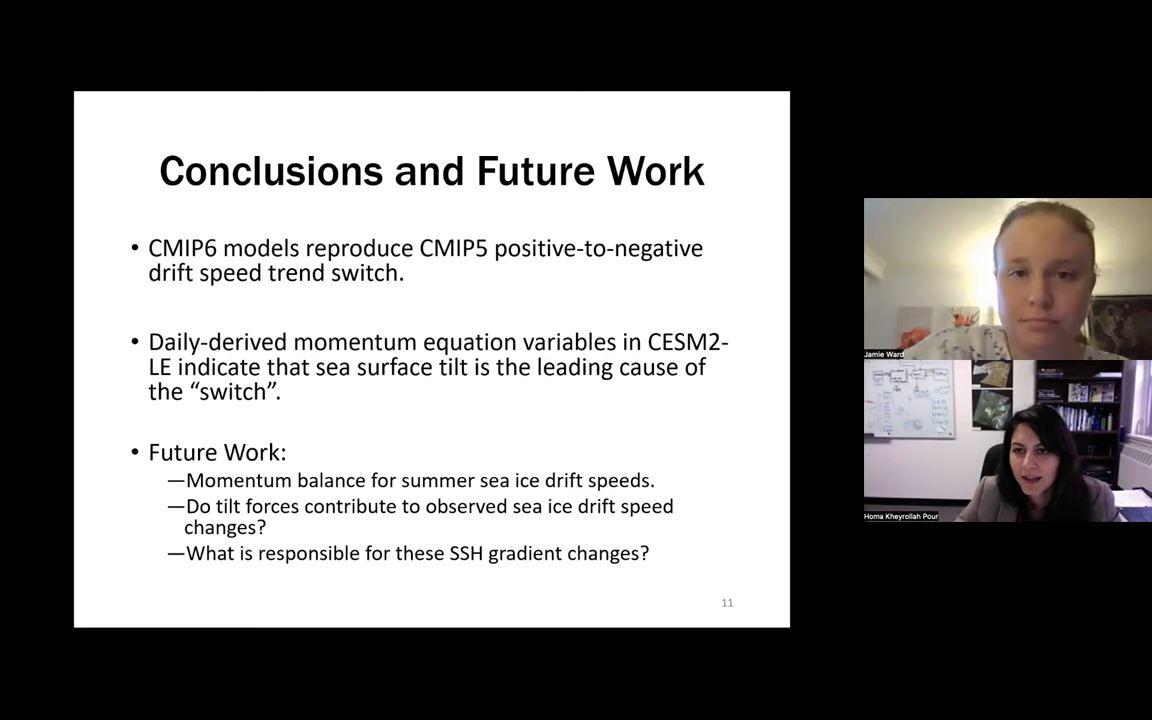 Conclusions and Future Work
• CMIP6 models reproduce CMIP5 positive-to-negative
drift speed trend switch.
• Daily-derived momentum equation variables in CESM2-
LE indicate that sea surface tilt is the leading cause of
the “switch”.
• Future Work:
—Momentum balance for summer sea ice drift speeds.
—Do tilt forces contribute to observed sea ice drift speed
changes?
—What is responsible for these SSH gradient changes?
11
Jamie Ward
Homa Kheyrollah Pour